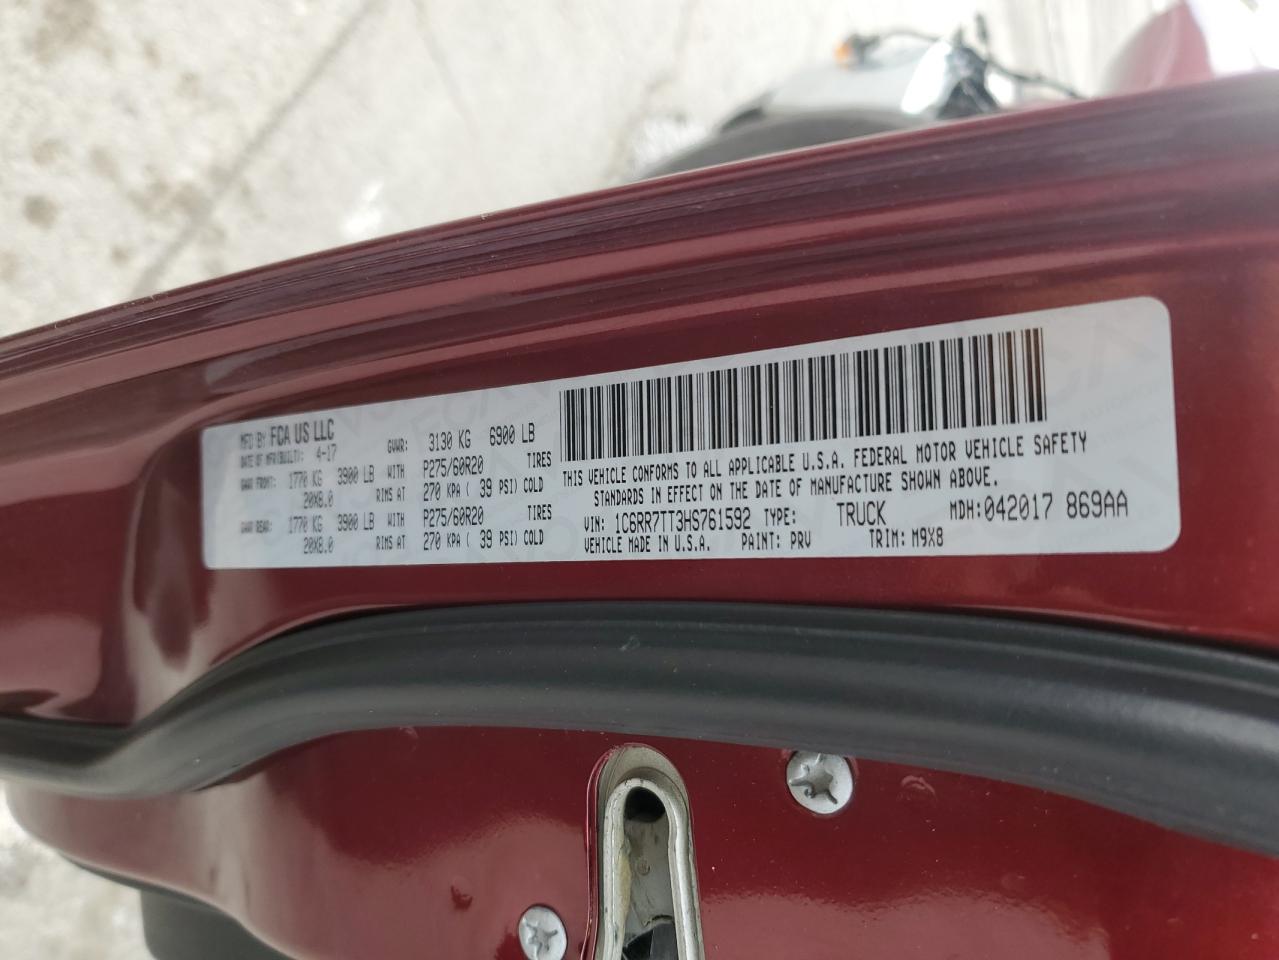 MFD BY FCA US LLC
DATE OF MFR(BUILT): 4-17 GVWR: 3130 KG 6900 LB
GAWR FRONT: 1770 KG 3900 LB WITH P275/60R20 TIRES
20X8.0 RIMS AT 270 KPA ( 39 PSI) COLD
GAWR REAR: 1770 KG 3900 LB WITH P275/60R20 TIRES
20X8.0 RIMS AT 270 KPA ( 39 PSI) COLD
THIS VEHICLE CONFORMS TO ALL APPLICABLE U.S.A. FEDERAL MOTOR VEHICLE SAFETY
STANDARDS IN EFFECT ON THE DATE OF MANUFACTURE SHOWN ABOVE.
VIN: 1C6RR7TT3HS761592 TYPE: TRUCK MDH:042017 869AA
VEHICLE MADE IN U.S.A. PAINT: PRV TRIM: M9X8